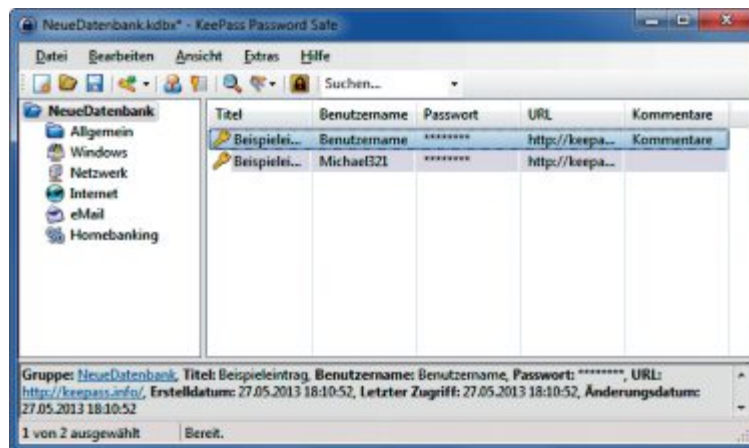 NeueDatenbank.kdbx* - KeePass Password Safe
Datei Bearbeiten Ansicht Extras Hilfe
Suchen...
NeueDatenbank
Allgemein
Windows
Netzwerk
Internet
eMail
Homebanking
Titel Benutzername Passwort URL Kommentare
Beispielei... Benutzername ******** http://keepa... Kommentare
Beispielei... Michael321 ******** http://keepa...
Gruppe: NeueDatenbank, Titel: Beispieleintrag, Benutzername: Benutzername, Passwort: ********, URL:
http://keepass.info/, Erstelldatum: 27.05.2013 18:10:52, Letzter Zugriff: 27.05.2013 18:10:52, Änderungsdatum:
27.05.2013 18:10:52
1 von 2 ausgewählt Bereit.